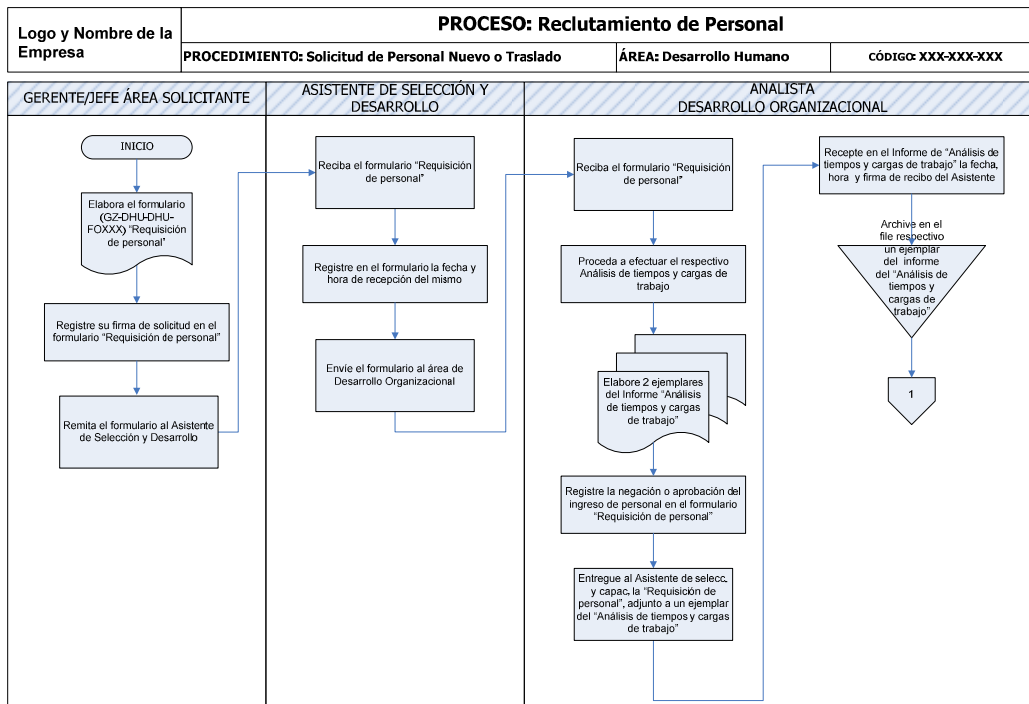 Logo y Nombre de la
Empresa
PROCESO: Reclutamiento de Personal
PROCEDIMIENTO: Solicitud de Personal Nuevo o Traslado
ÁREA: Desarrollo Humano
CÓDIGO: XXX-XXX-XXX
GERENTE/JEFE ÁREA SOLICITANTE
ASISTENTE DE SELECCIÓN Y
DESARROLLO
ANALISTA
DESARROLLO ORGANIZACIONAL
INICIO
Elabora el formulario
(GZ-DHU-DHU-
FOXXX) “Requisición
de personal”
Registre su firma de solicitud en el
formulario “Requisición de personal”
Remita el formulario al Asistente
de Selección y Desarrollo
Reciba el formulario “Requisición
de personal”
Registre en el formulario la fecha y
hora de recepción del mismo
Envíe el formulario al área de
Desarrollo Organizacional
Reciba el formulario “Requisición
de personal”
Proceda a efectuar el respectivo
Análisis de tiempos y cargas de
trabajo
Elabore 2 ejemplares
del Informe “Análisis
de tiempos y cargas
de trabajo”
Registre la negación o aprobación del
ingreso de personal en el formulario
“Requisición de personal”
Entregue al Asistente de selecc.
y capac. la “Requisición de
personal”, adjunto a un ejemplar
del “Análisis de tiempos y cargas
de trabajo”
Recepte en el Informe de “Análisis de
tiempos y cargas de trabajo” la fecha,
hora y firma de recibo del Asistente
Archive en el
file respectivo
un ejemplar
del informe
del “Análisis de
tiempos y
cargas de
trabajo”
1